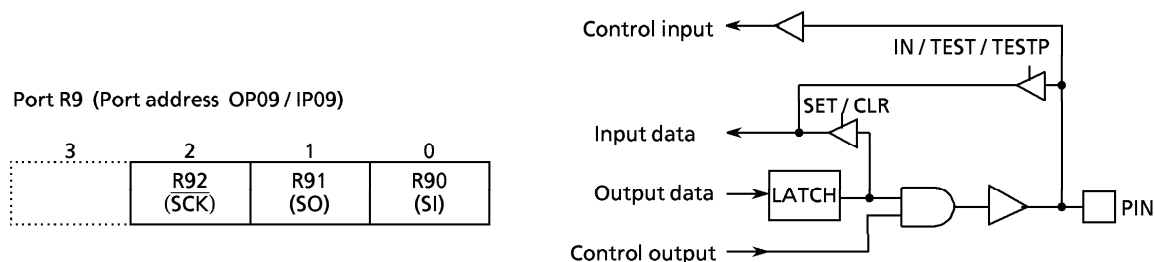 Port R9 (Port address OP09 / IP09)
3 2 1 0
R92 R91 R90
(SCK) (SO) (SI)
Control input
IN / TEST / TESTP
SET / CLR
Input data
Output data
LATCH
PIN
Control output